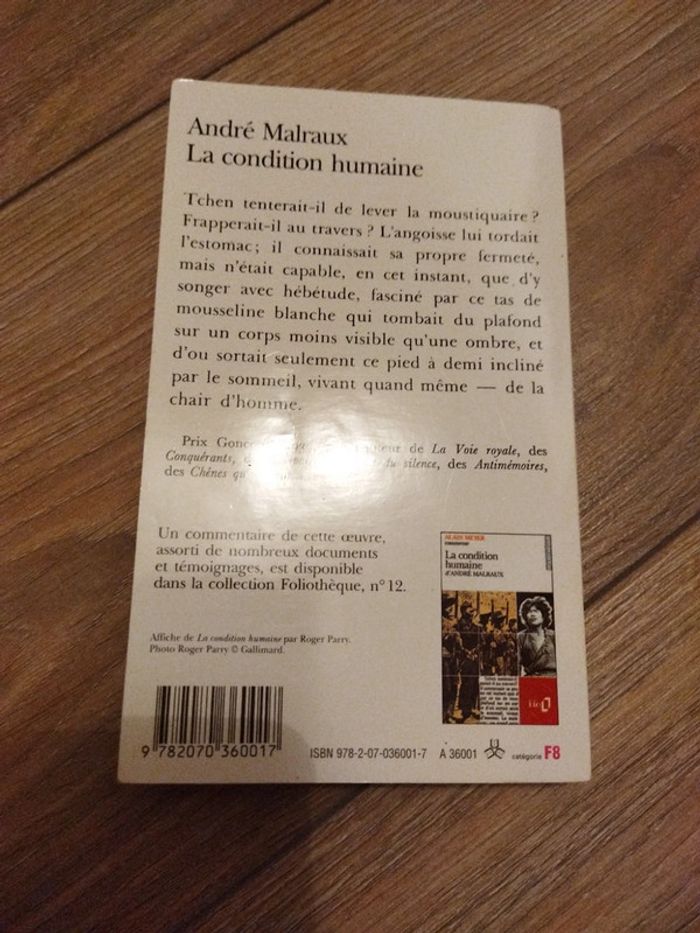 André Malraux
La condition humaine
Tchen tenterait-il de lever la moustiquaire ?
Frapperait-il au travers ? L'angoisse lui tordait
l'estomac ; il connaissait sa propre fermeté,
mais n'était capable, en cet instant, que d'y
songer avec hébétude, fasciné par ce tas de
mousseline blanche qui tombait du plafond
sur un corps moins visible qu'une ombre, et
d'ou sortait seulement ce pied à demi incliné
par le sommeil, vivant quand même — de la
chair d'homme.
Prix de La Voie royale, des
Conquérants, silence, des Antimémoires,
des Chênes
Un commentaire de cette œuvre,
assorti de nombreux documents
et témoignages, est disponible
dans la collection Foliothèque, n° 12.
ALAIN MEYER
La condition
humaine
d'ANDRÉ MALRAUX
Affiche de La condition humaine par Roger Parry.
Photo Roger Parry © Gallimard.
9 782070 360017
ISBN 978-2-07-036001-7 A 36001 catégorie F8